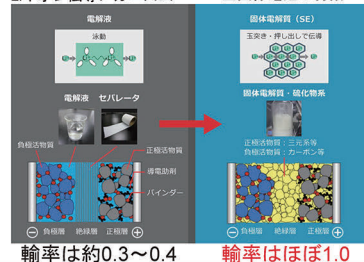 電解液
泳動
電解液 セパレータ
負極活物質
正極活物質
導電助剤
バインダー
⊖ 負極層 絶縁層 正極層 ⊕
輸率は約0.3〜0.4
固体電解質(SE)
玉突き・押し出しで伝導
固体電解質・硫化物系
正極活物質:三元系等
負極活物質:カーボン等
⊖ 負極層 絶縁層 正極層 ⊕
輸率はほぼ1.0